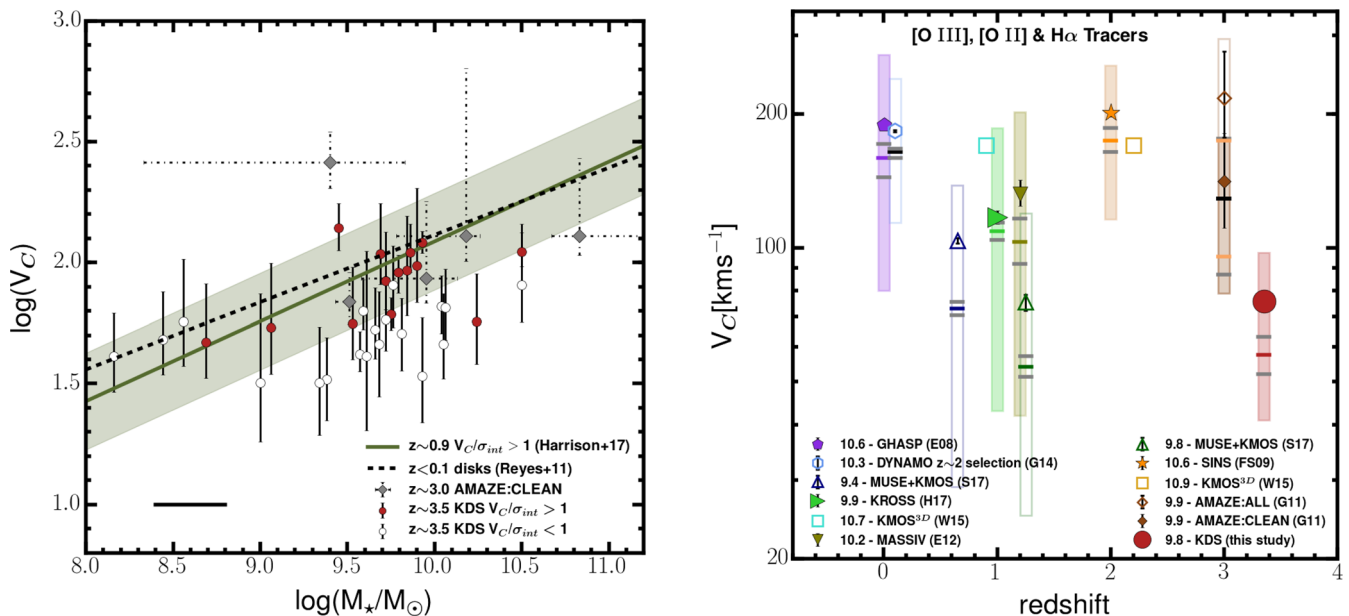 3.0
2.5
2.0
1.5
1.0
log(V_C)
z∼0.9 V_C/σ_int > 1 (Harrison+17)
z<0.1 disks (Reyes+11)
z∼3.0 AMAZE:CLEAN
z∼3.5 KDS V_C/σ_int > 1
z∼3.5 KDS V_C/σ_int < 1
8.0 8.5 9.0 9.5 10.0 10.5 11.0
log(M⋆/M⊙)
[O III], [O II] & Hα Tracers
200
100
20
V_C[kms⁻¹]
10.6 - GHASP (E08)
10.3 - DYNAMO z∼2 selection (G14)
9.4 - MUSE+KMOS (S17)
9.9 - KROSS (H17)
10.7 - KMOS³ᴰ (W15)
10.2 - MASSIV (E12)
9.8 - MUSE+KMOS (S17)
10.6 - SINS (FS09)
10.9 - KMOS³ᴰ (W15)
9.9 - AMAZE:ALL (G11)
9.9 - AMAZE:CLEAN (G11)
9.8 - KDS (this study)
0 1 2 3 4
redshift